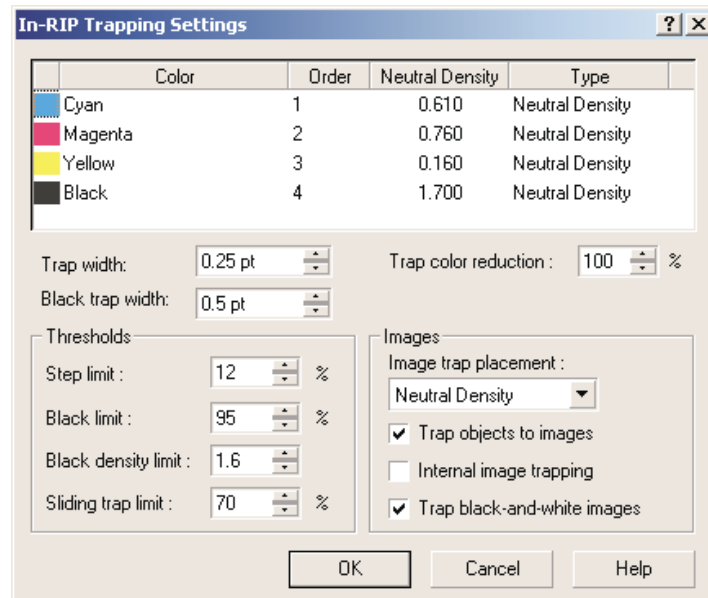 In-RIP Trapping Settings ? ×
Color Order Neutral Density Type
Cyan 1 0.610 Neutral Density
Magenta 2 0.760 Neutral Density
Yellow 3 0.160 Neutral Density
Black 4 1.700 Neutral Density
Trap width: 0.25 pt Trap color reduction : 100 %
Black trap width: 0.5 pt
Thresholds
Step limit : 12 %
Black limit : 95 %
Black density limit : 1.6
Sliding trap limit : 70 %
Images
Image trap placement :
Neutral Density
Trap objects to images
Internal image trapping
Trap black-and-white images
OK Cancel Help